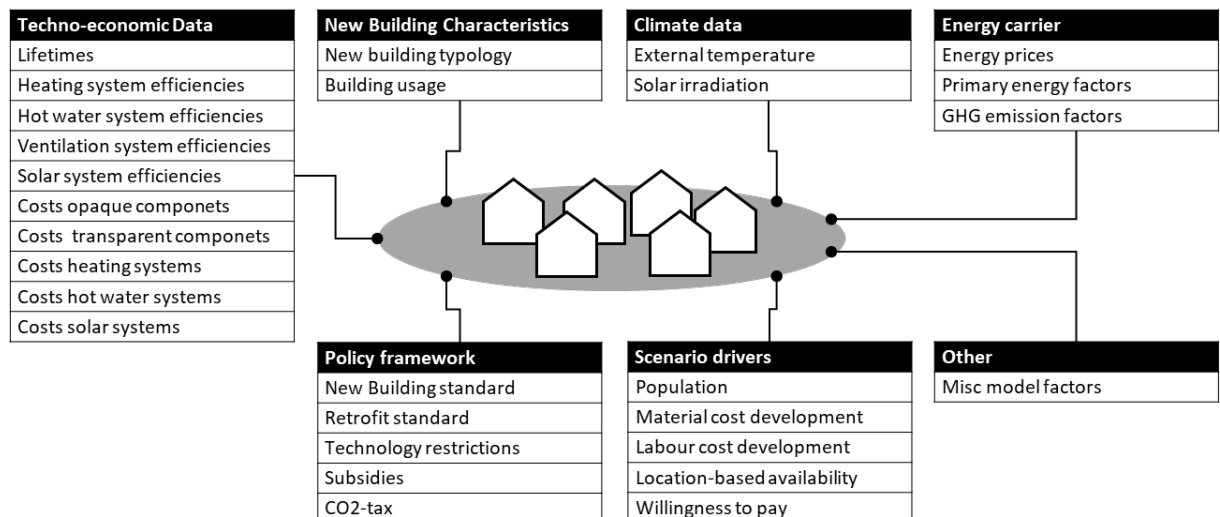 Techno-economic Data
Lifetimes
Heating system efficiencies
Hot water system efficiencies
Ventilation system efficiencies
Solar system efficiencies
Costs opaque componets
Costs transparent componets
Costs heating systems
Costs hot water systems
Costs solar systems
New Building Characteristics
New building typology
Building usage
Climate data
External temperature
Solar irradiation
Energy carrier
Energy prices
Primary energy factors
GHG emission factors
Policy framework
New Building standard
Retrofit standard
Technology restrictions
Subsidies
CO2-tax
Scenario drivers
Population
Material cost development
Labour cost development
Location-based availability
Willingness to pay
Other
Misc model factors